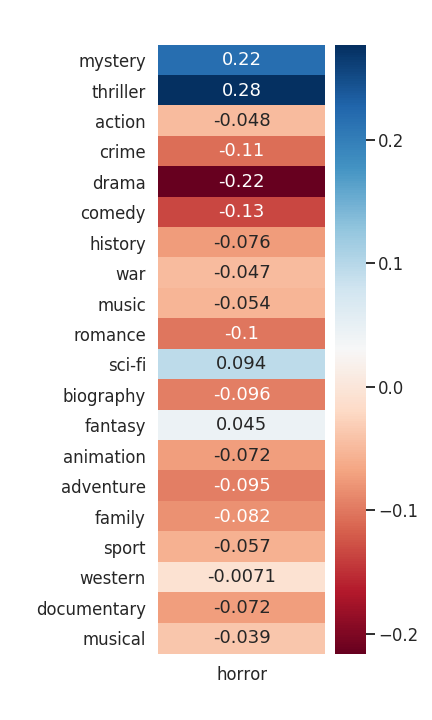 mystery 0.22
thriller 0.28
action -0.048
crime -0.11
drama -0.22
comedy -0.13
history -0.076
war -0.047
music -0.054
romance -0.1
sci-fi 0.094
biography -0.096
fantasy 0.045
animation -0.072
adventure -0.095
family -0.082
sport -0.057
western -0.0071
documentary -0.072
musical -0.039
horror
0.2
0.1
0.0
−0.1
−0.2